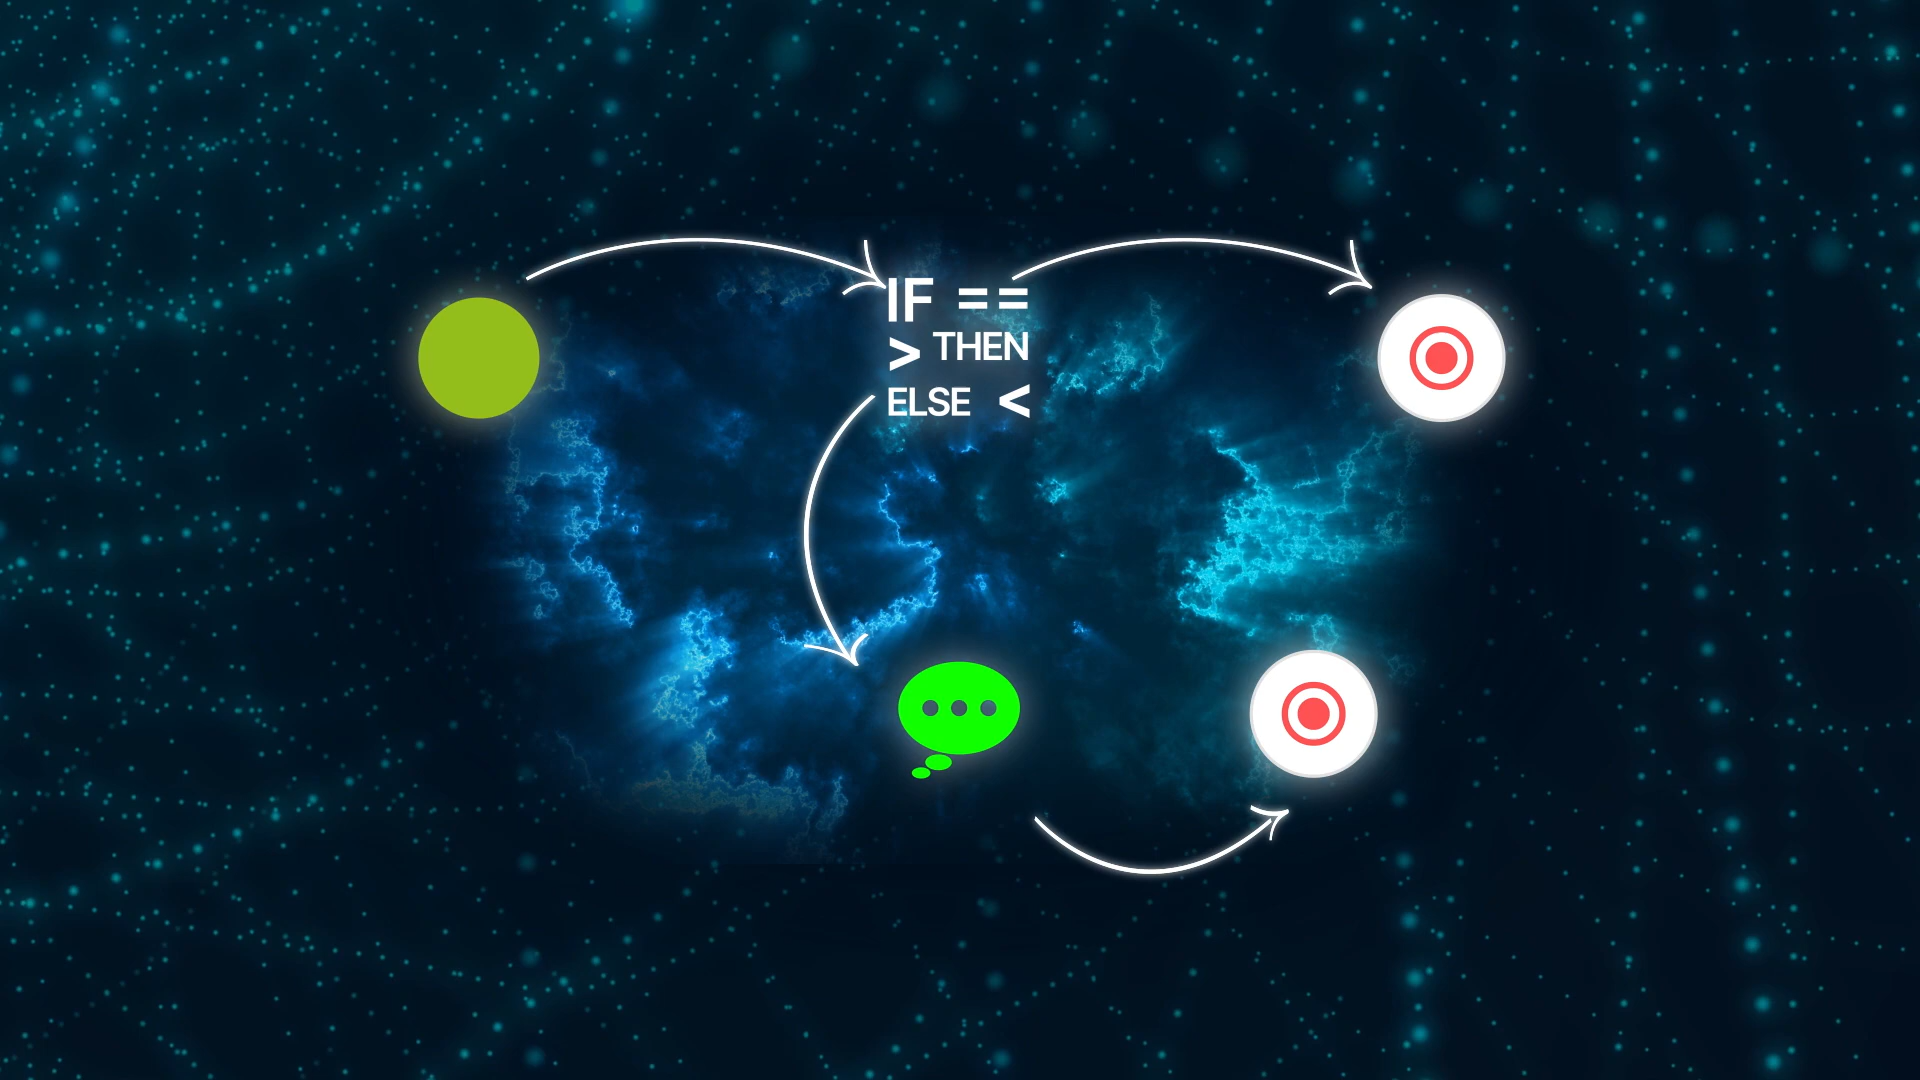 IF ==
> THEN
ELSE <